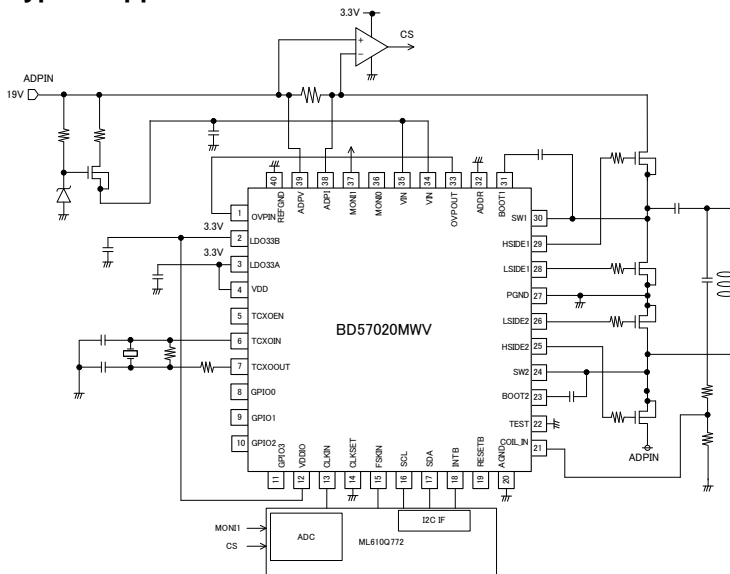 3.3V
CS
ADPIN
19V
40 REFGND
39 ADPV
38 ADPI
37 MONI1
36 MONI0
35 VIN
34 VIN
33 OVPOUT
32 ADDR
31 BOOT1
1 OVPIN
3.3V
2 LDO33B
3.3V
3 LDO33A
4 VDD
5 TCXOEN
6 TCXOIN
7 TCXOOUT
8 GPIO0
9 GPIO1
10 GPIO2
BD57020MWV
SW1 30
HSIDE1 29
LSIDE1 28
PGND 27
LSIDE2 26
HSIDE2 25
SW2 24
BOOT2 23
TEST 22
COIL_IN 21
ADPIN
GPIO3 11
VDDIO 12
CLKIN 13
CLKSET 14
FSKIN 15
SCL 16
SDA 17
INTB 18
RESETB 19
AGND 20
MONI1
CS
ADC
I2C IF
ML610Q772